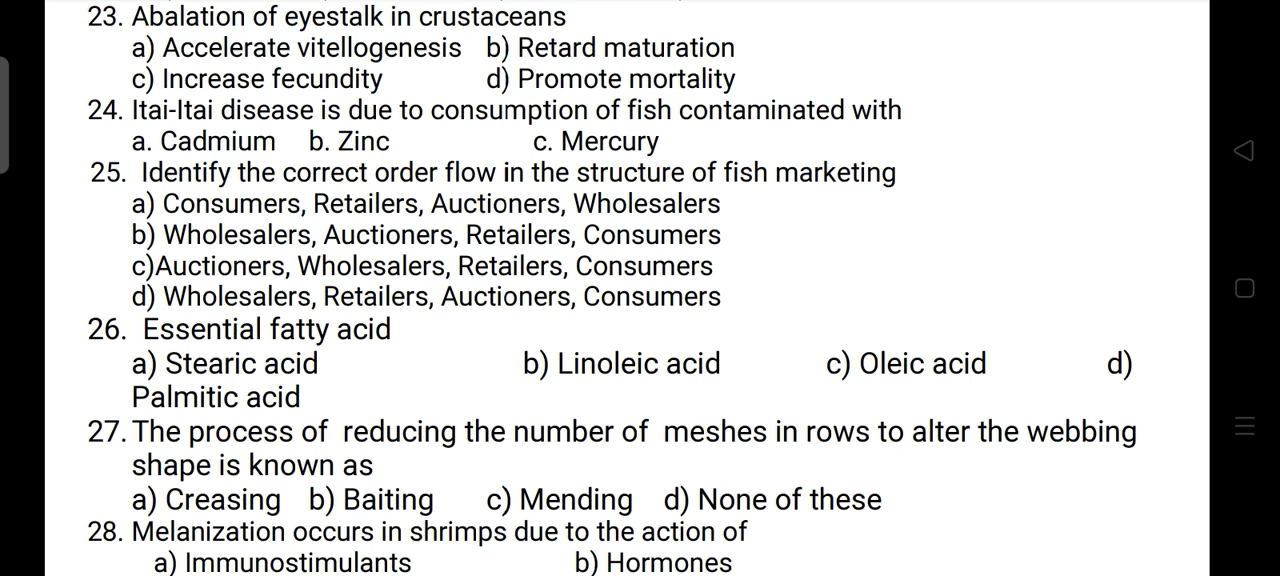 23. Abalation of eyestalk in crustaceans
a) Accelerate vitellogenesis b) Retard maturation
c) Increase fecundity d) Promote mortality
24. Itai-Itai disease is due to consumption of fish contaminated with
a. Cadmium b. Zinc c. Mercury
25. Identify the correct order flow in the structure of fish marketing
a) Consumers, Retailers, Auctioners, Wholesalers
b) Wholesalers, Auctioners, Retailers, Consumers
c)Auctioners, Wholesalers, Retailers, Consumers
d) Wholesalers, Retailers, Auctioners, Consumers
26. Essential fatty acid
a) Stearic acid b) Linoleic acid c) Oleic acid d)
Palmitic acid
27. The process of reducing the number of meshes in rows to alter the webbing
shape is known as
a) Creasing b) Baiting c) Mending d) None of these
28. Melanization occurs in shrimps due to the action of
a) Immunostimulants b) Hormones